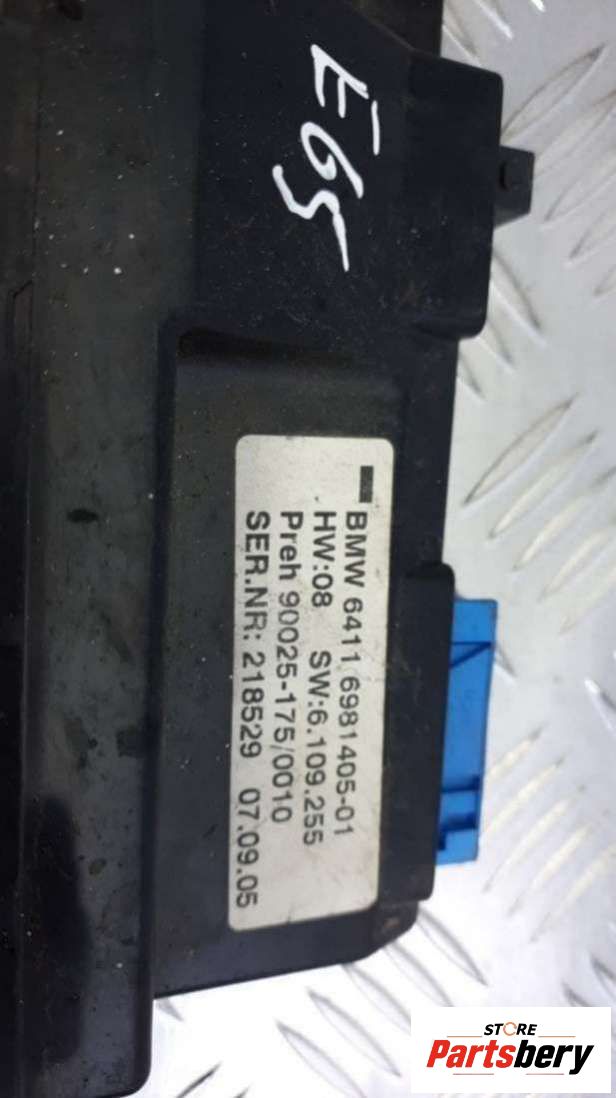 E65
BMW 6411 6981405-01
HW:08 SW:6.109.255
Preh 90025-175/0010
SER.NR: 218529 07.09.05
STORE
Partsbery